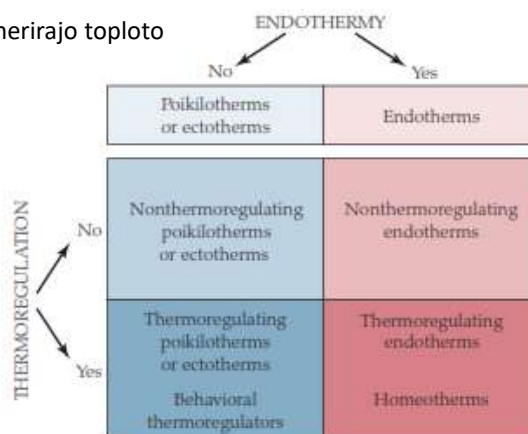 nerirajo toploto
ENDOTHERMY
No
Yes
Poikilotherms
or ectotherms
Endotherms
THERMOREGULATION
No
Nonthermoregulating
poikilotherms
or ectotherms
Nonthermoregulating
endotherms
Yes
Thermoregulating
poikilotherms
or ectotherms
Behavioral
thermoregulators
Thermoregulating
endotherms
Homeotherms